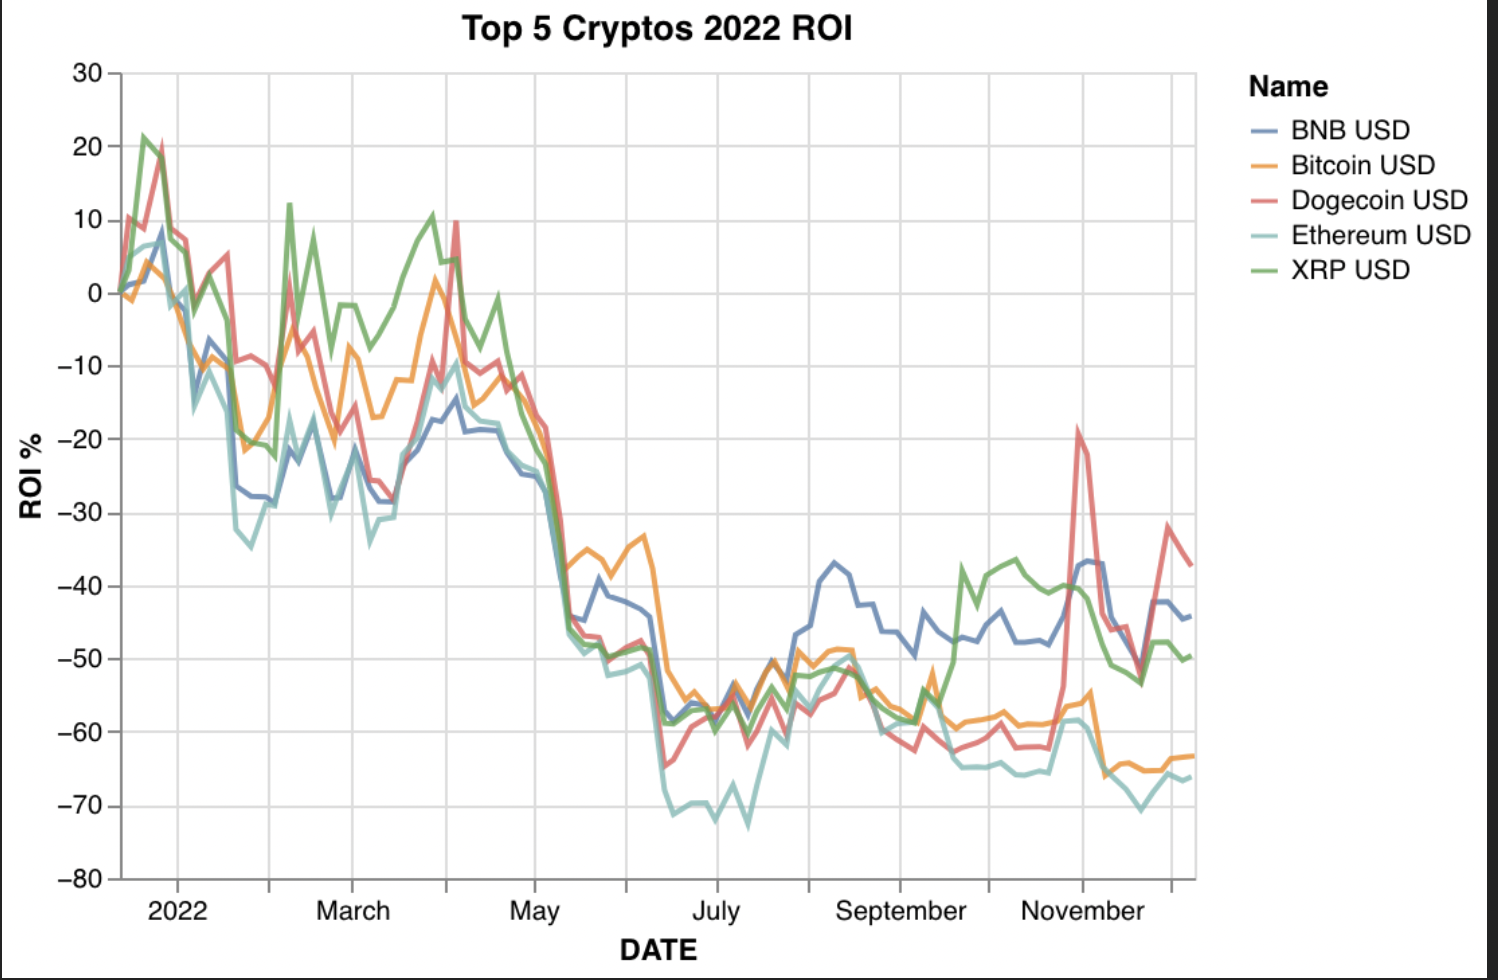 Top 5 Cryptos 2022 ROI
30
20
10
0
−10
−20
−30
−40
−50
−60
−70
−80
ROI %
2022
March
May
July
September
November
DATE
Name
BNB USD
Bitcoin USD
Dogecoin USD
Ethereum USD
XRP USD